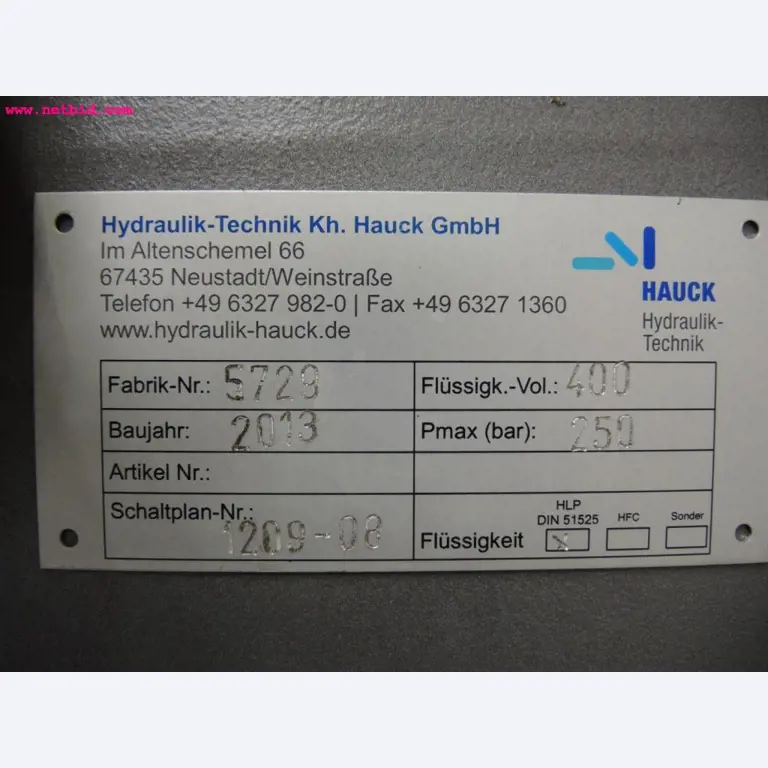 www.netbid.com
Hydraulik-Technik Kh. Hauck GmbH
Im Altenschemel 66
67435 Neustadt/Weinstraße
Telefon +49 6327 982-0 | Fax +49 6327 1360
www.hydraulik-hauck.de
HAUCK
Hydraulik-
Technik
Fabrik-Nr.: 5729 Flüssigk.-Vol.: 400
Baujahr: 2013 Pmax (bar): 250
Artikel Nr.:
Schaltplan-Nr.: 1209-08
Flüssigkeit HLP DIN 51525 x HFC Sonder